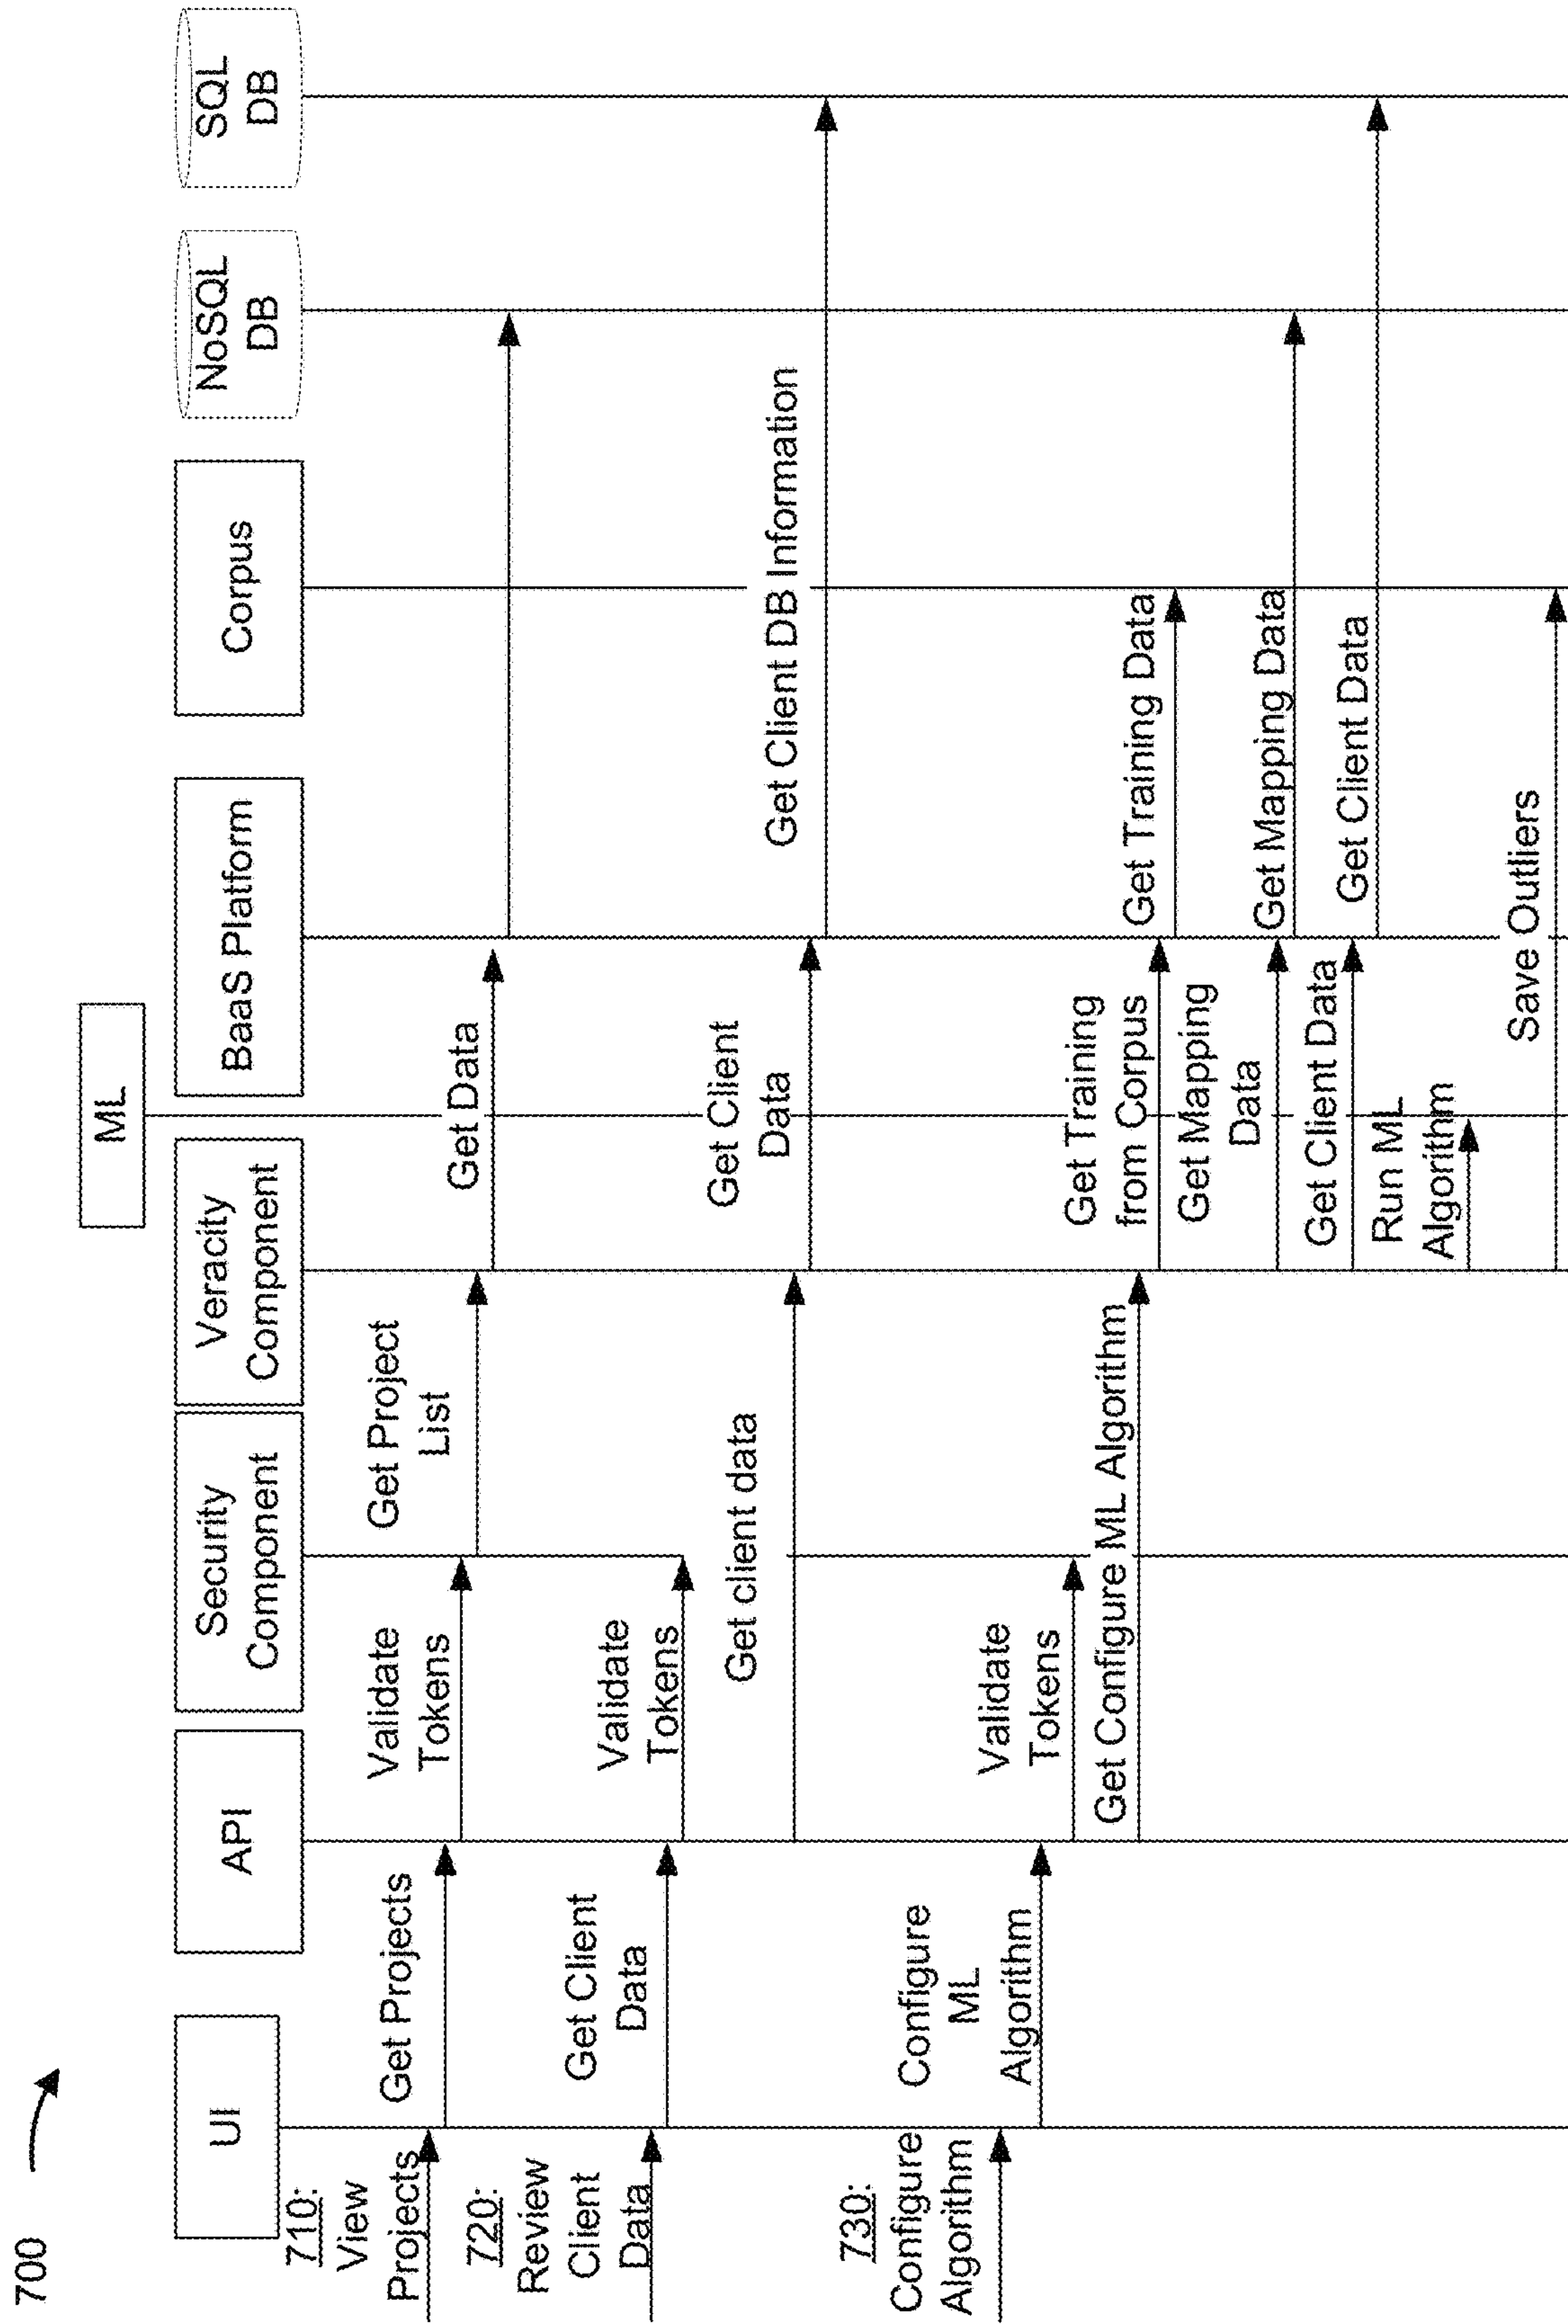 700
ML
UI
API
Security
Component
Veracity
Component
BaaS Platform
Corpus
NoSQL
DB
SQL
DB
710:
View
Projects
Get Projects
Validate
Tokens
Get Project
List
Get Data
720:
Review
Client
Data
Get Client
Data
Validate
Tokens
Get client data
Get Client
Data
Get Client DB Information
730:
Configure
Algorithm
Configure
ML
Algorithm
Validate
Tokens
Get Configure ML Algorithm
Get Training
from Corpus
Get Training Data
Get Mapping
Data
Get Mapping Data
Get Client Data
Get Client Data
Run ML
Algorithm
Save Outliers